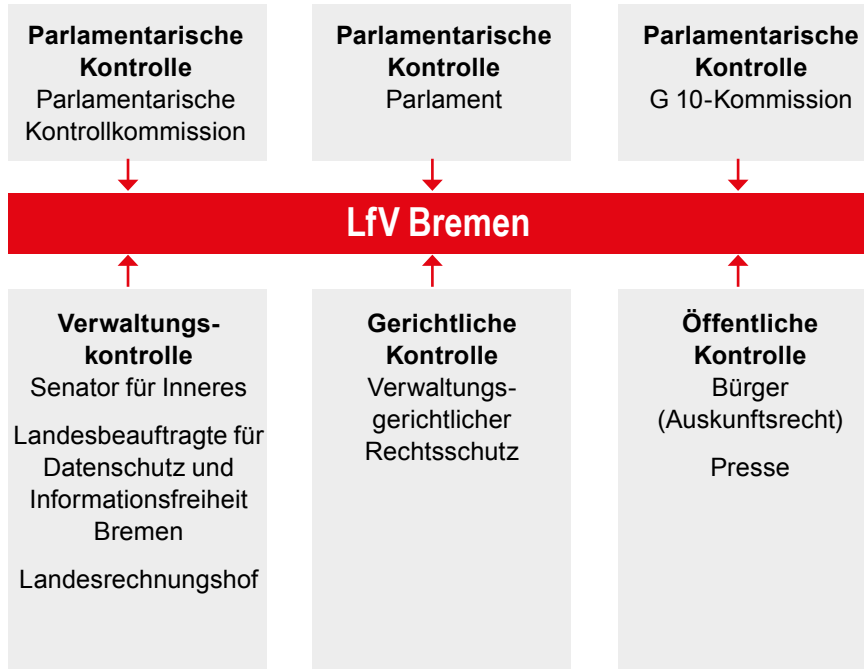 Parlamentarische
Kontrolle
Parlamentarische
Kontrollkommission
Parlamentarische
Kontrolle
Parlament
Parlamentarische
Kontrolle
G 10-Kommission
LfV Bremen
Verwaltungs-
kontrolle
Senator für Inneres
Landesbeauftragte für
Datenschutz und
Informationsfreiheit
Bremen
Landesrechnungshof
Gerichtliche
Kontrolle
Verwaltungs-
gerichtlicher
Rechtsschutz
Öffentliche
Kontrolle
Bürger
(Auskunftsrecht)
Presse